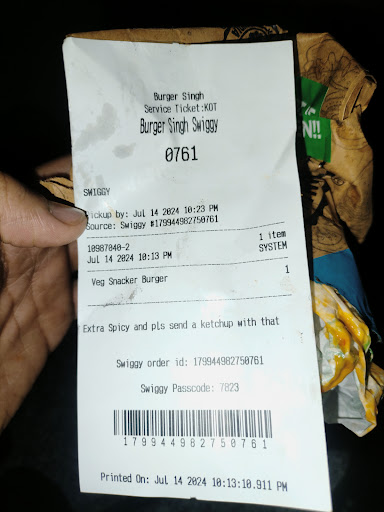 Burger Singh
Service Ticket:KOT
Burger Singh Swiggy
0761
SWIGGY
Pickup by: Jul 14 2024 10:23 PM
Source: Swiggy #179944982750761
10987040-2 1 item
Jul 14 2024 10:13 PM SYSTEM
Veg Snacker Burger 1
Extra Spicy and pls send a ketchup with that
Swiggy order id: 179944982750761
Swiggy Passcode: 7823
179944982750761
Printed On: Jul 14 2024 10:13:10.911 PM